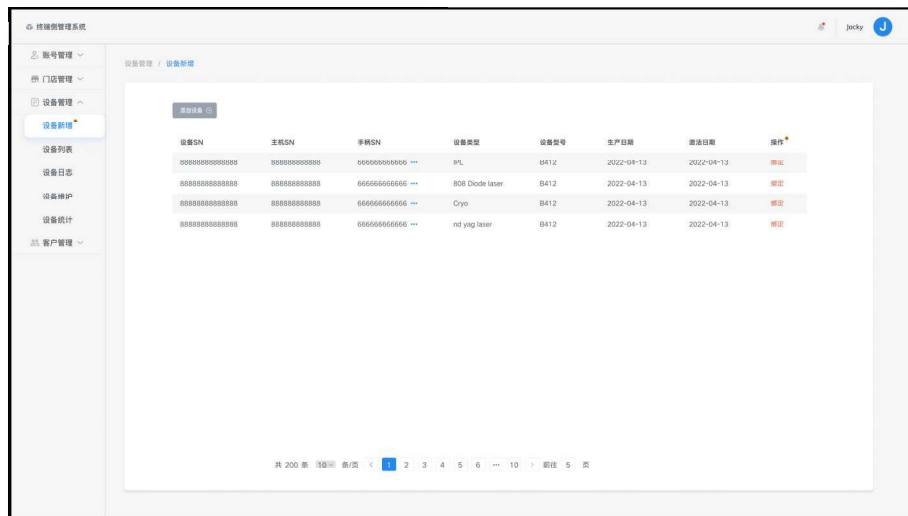 终端侧管理系统
Jocky
J
账号管理
门店管理
设备管理
设备新增
设备列表
设备日志
设备维护
设备统计
客户管理
设备管理 / 设备新增
添加设备
设备SN 主机SN 手柄SN 设备类型 设备型号 生产日期 激活日期 操作
88888888888888 888888888888 666666666666 ••• IPL B412 2022-04-13 2022-04-13 绑定
88888888888888 888888888888 666666666666 ••• 808 Diode laser B412 2022-04-13 2022-04-13 绑定
88888888888888 888888888888 666666666666 ••• Cryo B412 2022-04-13 2022-04-13 绑定
88888888888888 888888888888 666666666666 ••• nd yag laser B412 2022-04-13 2022-04-13 绑定
共 200 条 10 条/页 < 1 2 3 4 5 6 ••• 10 > 前往 5 页